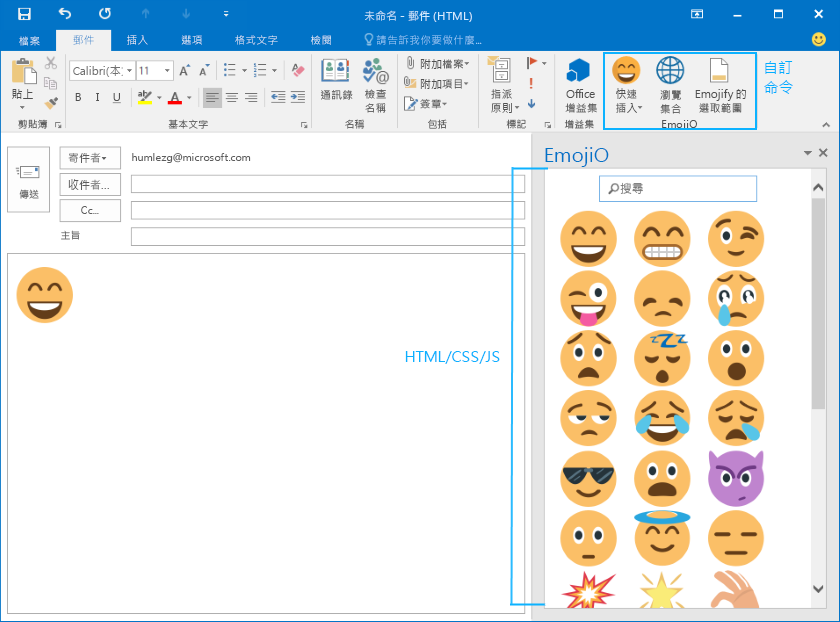 未命名 - 郵件 (HTML)
檔案 郵件 插入 選項 格式文字 檢閱 請告訴我你要做什麼...
貼上
剪貼簿
Calibri(本: 11 A A
B I U ab A
基本文字
通訊錄 檢查
名稱
名稱
附加檔案
附加項目
簽章
包括
指派
原則
標記
Office
增益集
增益集
快速
插入
瀏覽
集合
Emojify 的
選取範圍
EmojiO
自訂
命令
傳送
寄件者 humlezg@microsoft.com
收件者...
Cc...
主旨
HTML/CSS/JS
EmojiO
搜尋
zzz